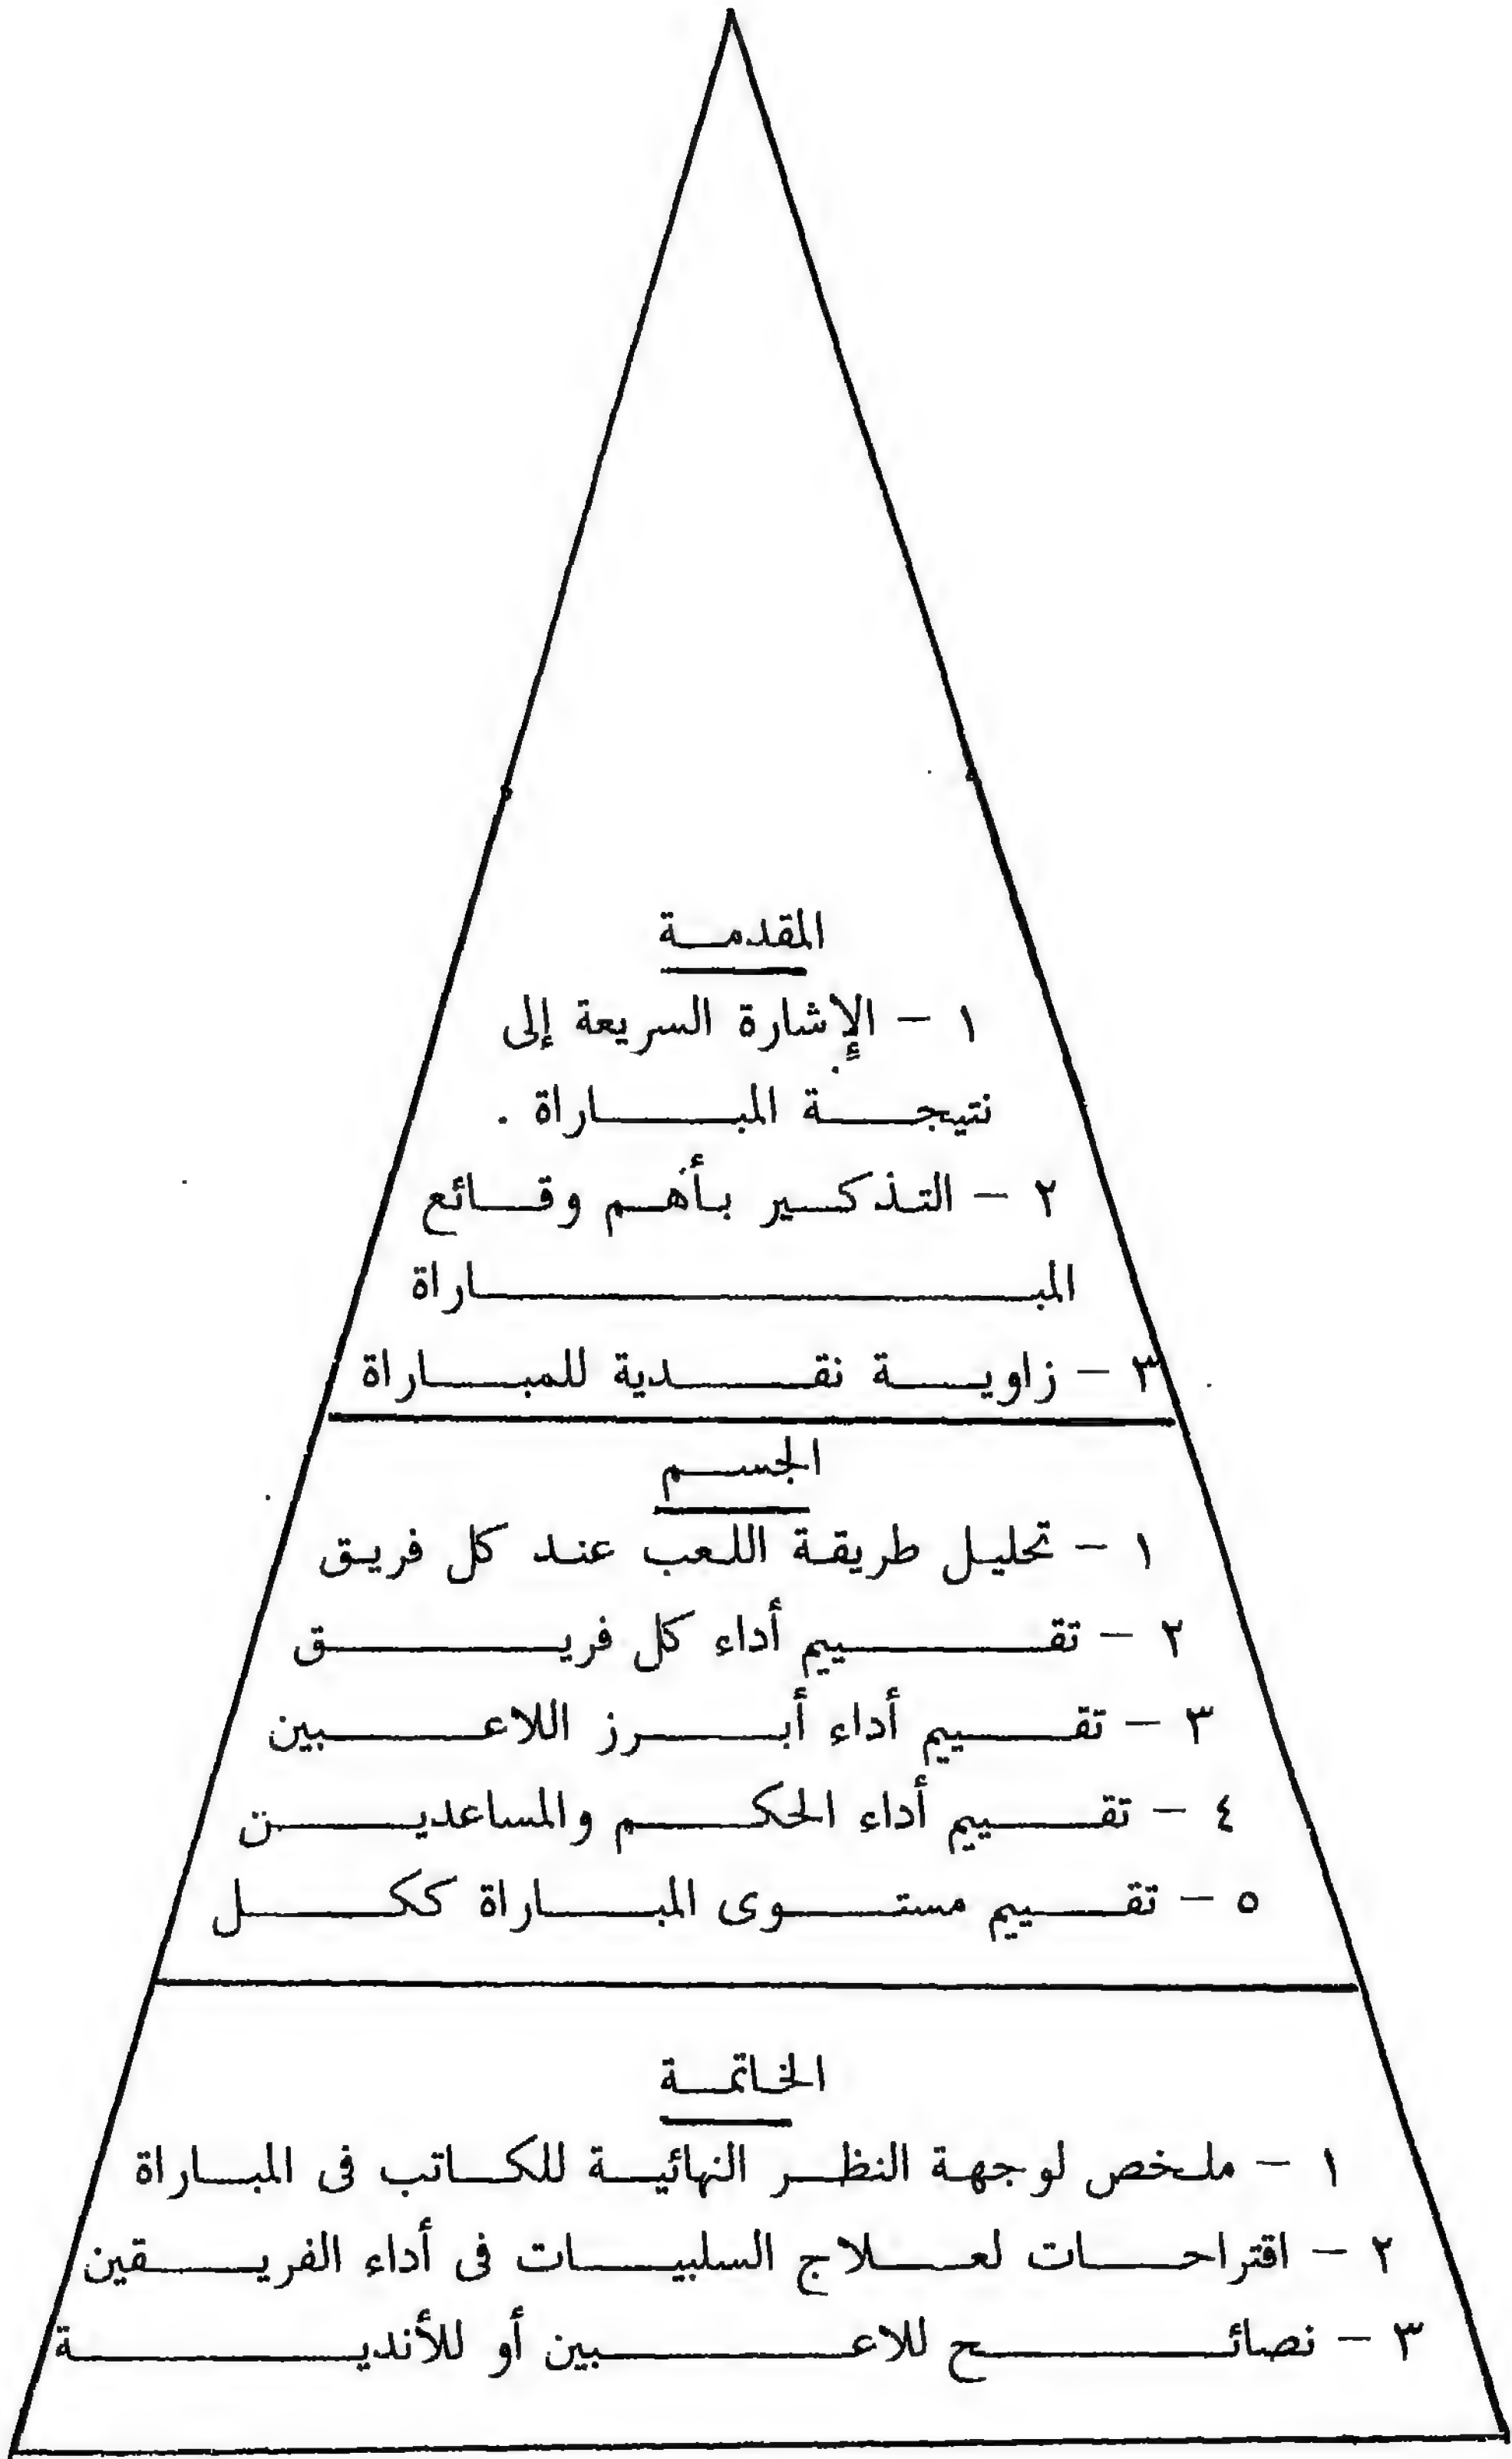 المقدمة
١ - الإشارة السريعة إلى
نتيجة المباراة .
٢ - التذكير بأهم وقائع
المباراة
٣ - زاوية نقدية للمباراة
الجسم
١ - تحليل طريقة اللعب عند كل فريق
٢ - تقييم أداء كل فريق
٣ - تقييم أداء أبرز اللاعبين
٤ - تقييم أداء الحكم والمساعدين
٥ - تقييم مستوى المباراة ككل
الخاتمة
١ - ملخص لوجهة النظر النهائية للكاتب فى المباراة
٢ - اقتراحات لعلاج السلبيات فى أداء الفريقين
٣ - نصائح للاعبين أو للأندية